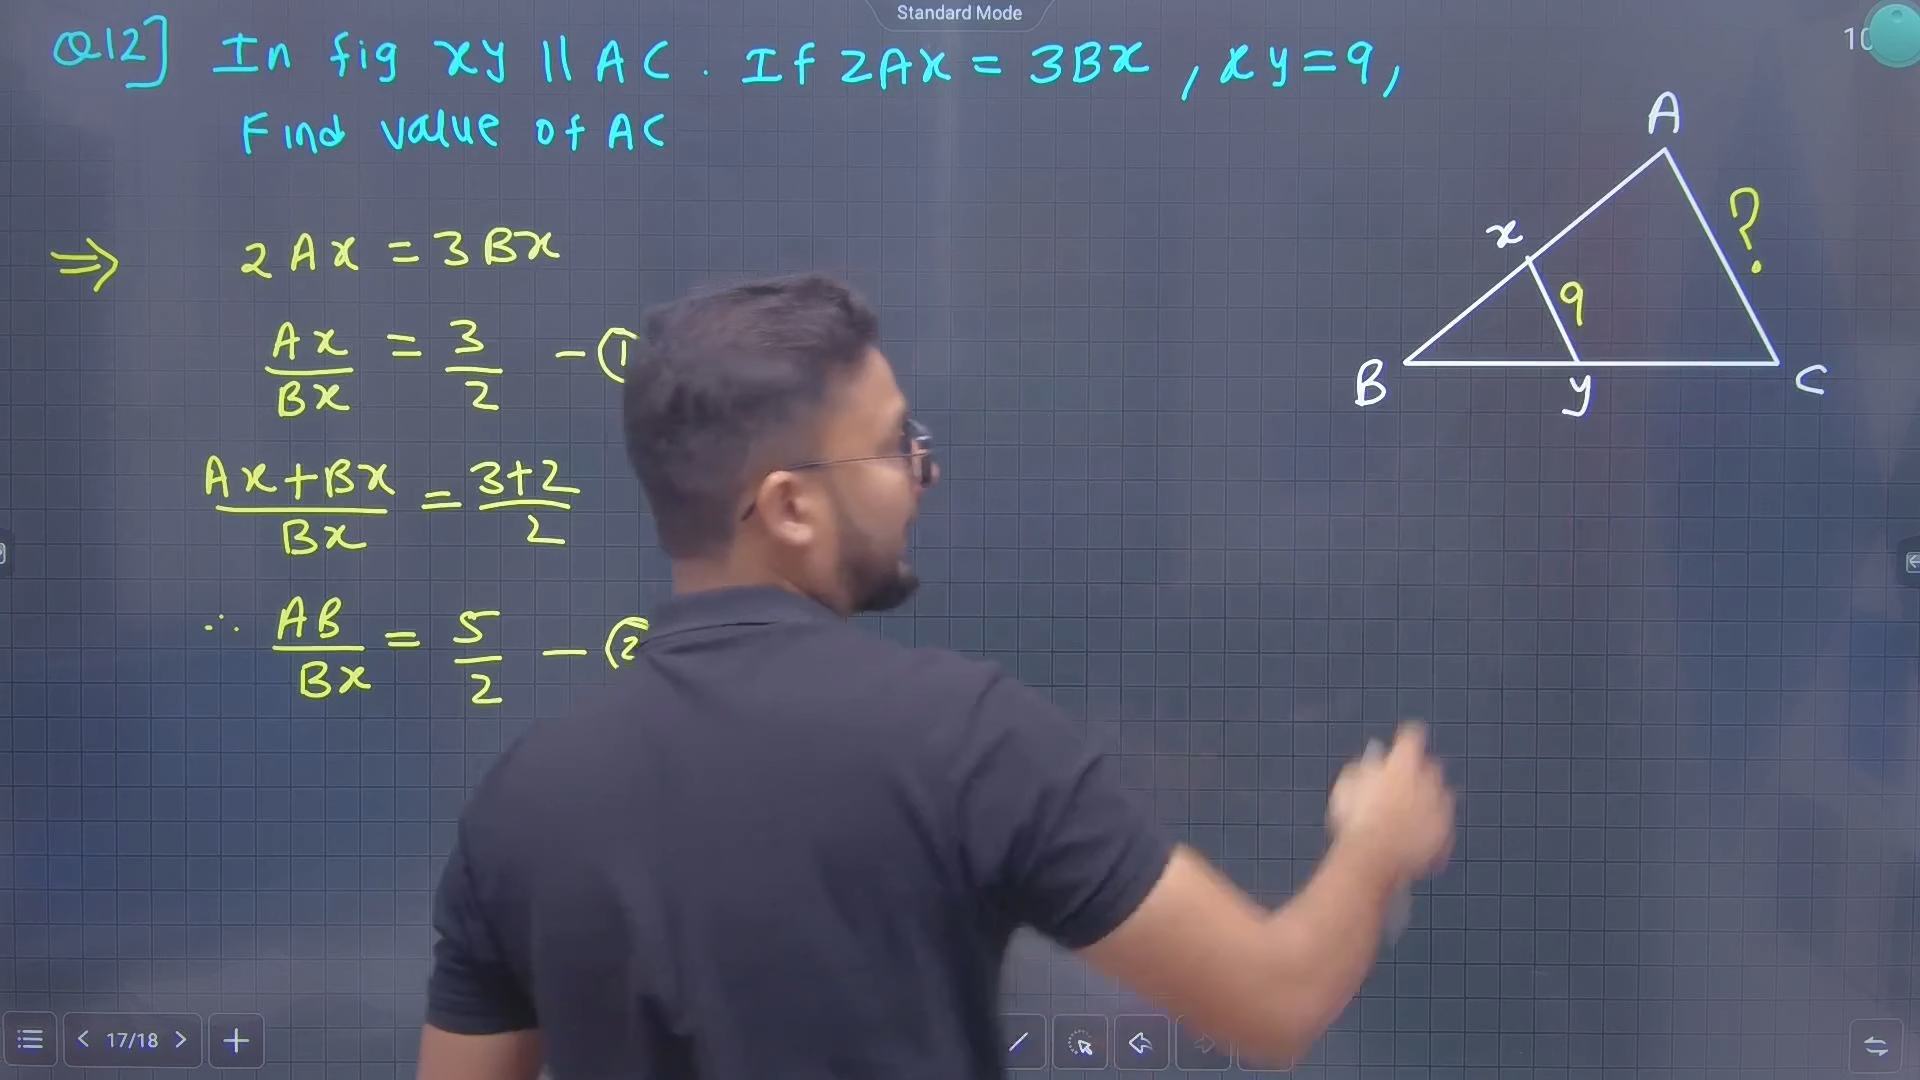 Standard Mode
Q12] In fig xy || AC. If 2Ax = 3Bx, xy=9,
Find value of AC
10
A
x
?
9
B
y
C
⇒ 2Ax = 3Bx
Ax/Bx = 3/2 - ①
Ax+Bx/Bx = 3+2/2
∴ AB/Bx = 5/2 - ②
17/18